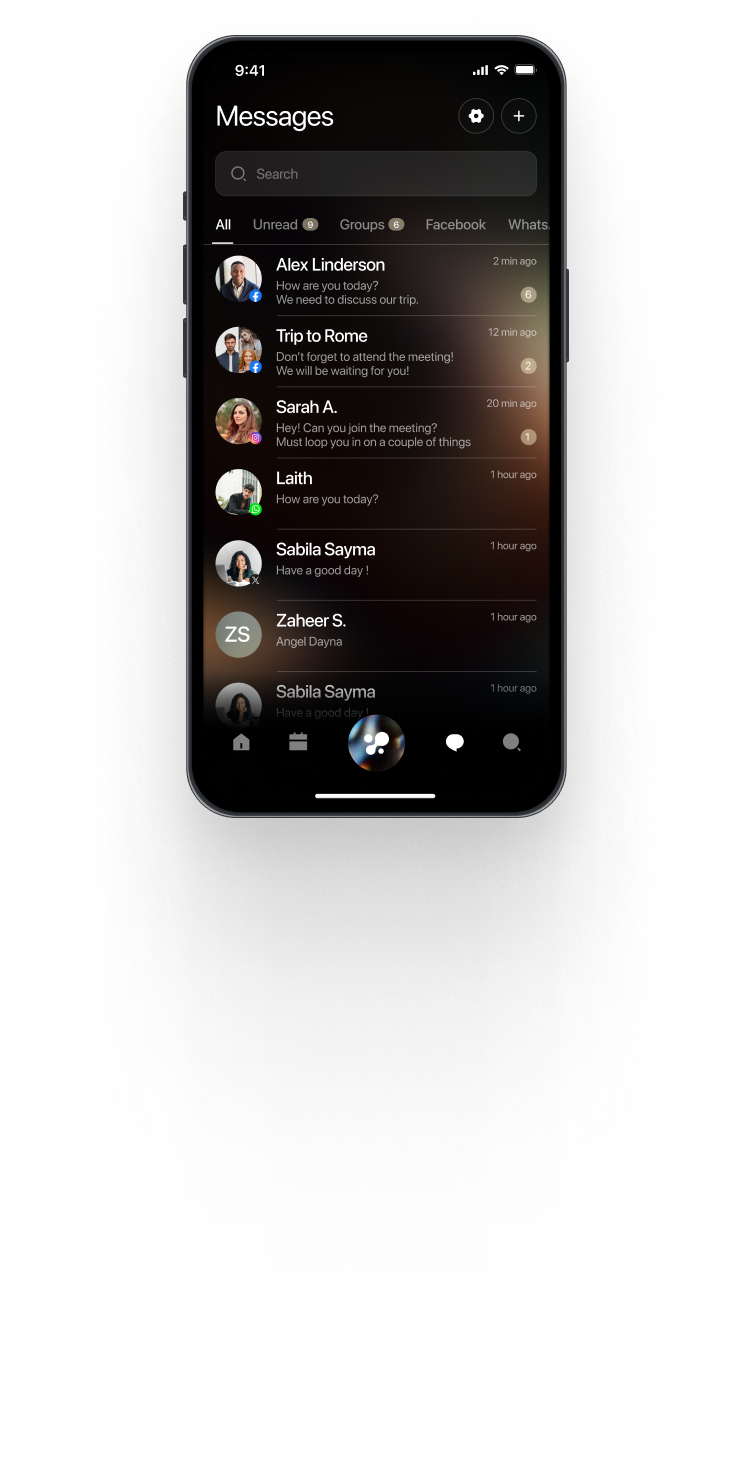 9:41
Messages
Search
All Unread 9 Groups 6 Facebook Whats.
Alex Linderson 2 min ago
How are you today?
We need to discuss our trip. 6
Trip to Rome 12 min ago
Don't forget to attend the meeting!
We will be waiting for you! 2
Sarah A. 20 min ago
Hey! Can you join the meeting?
Must loop you in on a couple of things 1
Laith 1 hour ago
How are you today?
Sabila Sayma 1 hour ago
Have a good day !
ZS
Zaheer S. 1 hour ago
Angel Dayna
Sabila Sayma 1 hour ago
Have a good day !